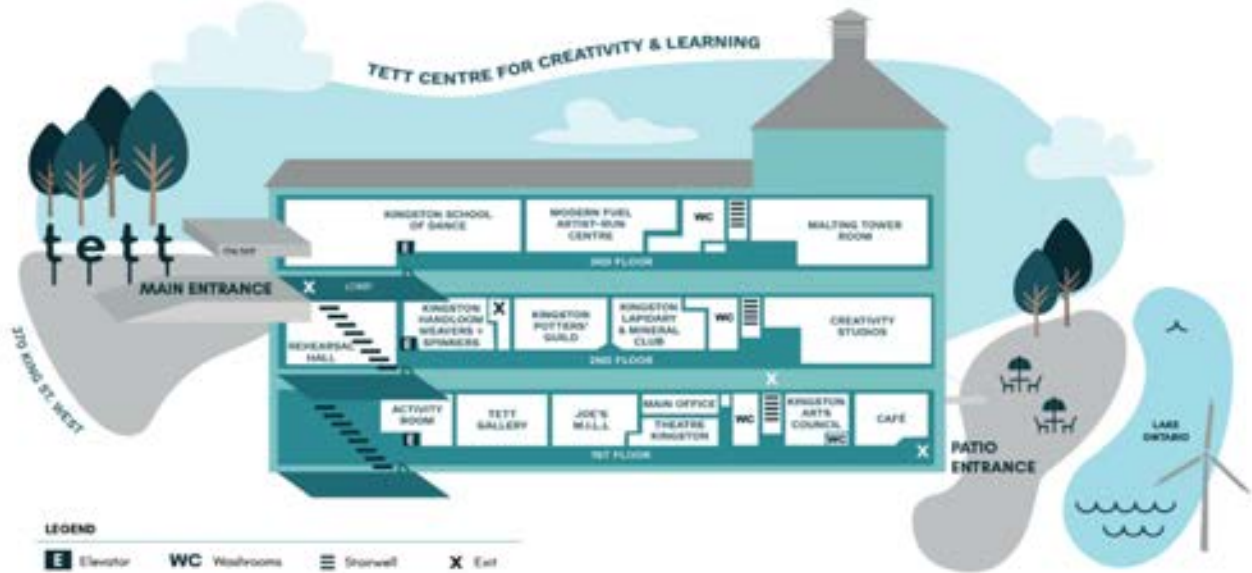 TETT CENTRE FOR CREATIVITY & LEARNING
tett
MAIN ENTRANCE
370 KING ST. WEST
KINGSTON SCHOOL
OF DANCE
E
MODERN FUEL
ARTIST-RUN
CENTRE
WC
MALTING TOWER
ROOM
3RD FLOOR
X
LOBBY
REHEARSAL
HALL
KINGSTON
HANDLOOM
WEAVERS +
SPINNERS
E
X
KINGSTON
POTTERS'
GUILD
KINGSTON
LAPIDARY
& MINERAL
CLUB
WC
CREATIVITY
STUDIOS
2ND FLOOR
X
ACTIVITY
ROOM
E
TETT
GALLERY
JOE'S
M.I.L.L
MAIN OFFICE
THEATRE
KINGSTON
WC
KINGSTON
ARTS
COUNCIL
WC
CAFÉ
X
1ST FLOOR
PATIO
ENTRANCE
LAKE
ONTARIO
LEGEND
E Elevator WC Washrooms Stairwell X Exit